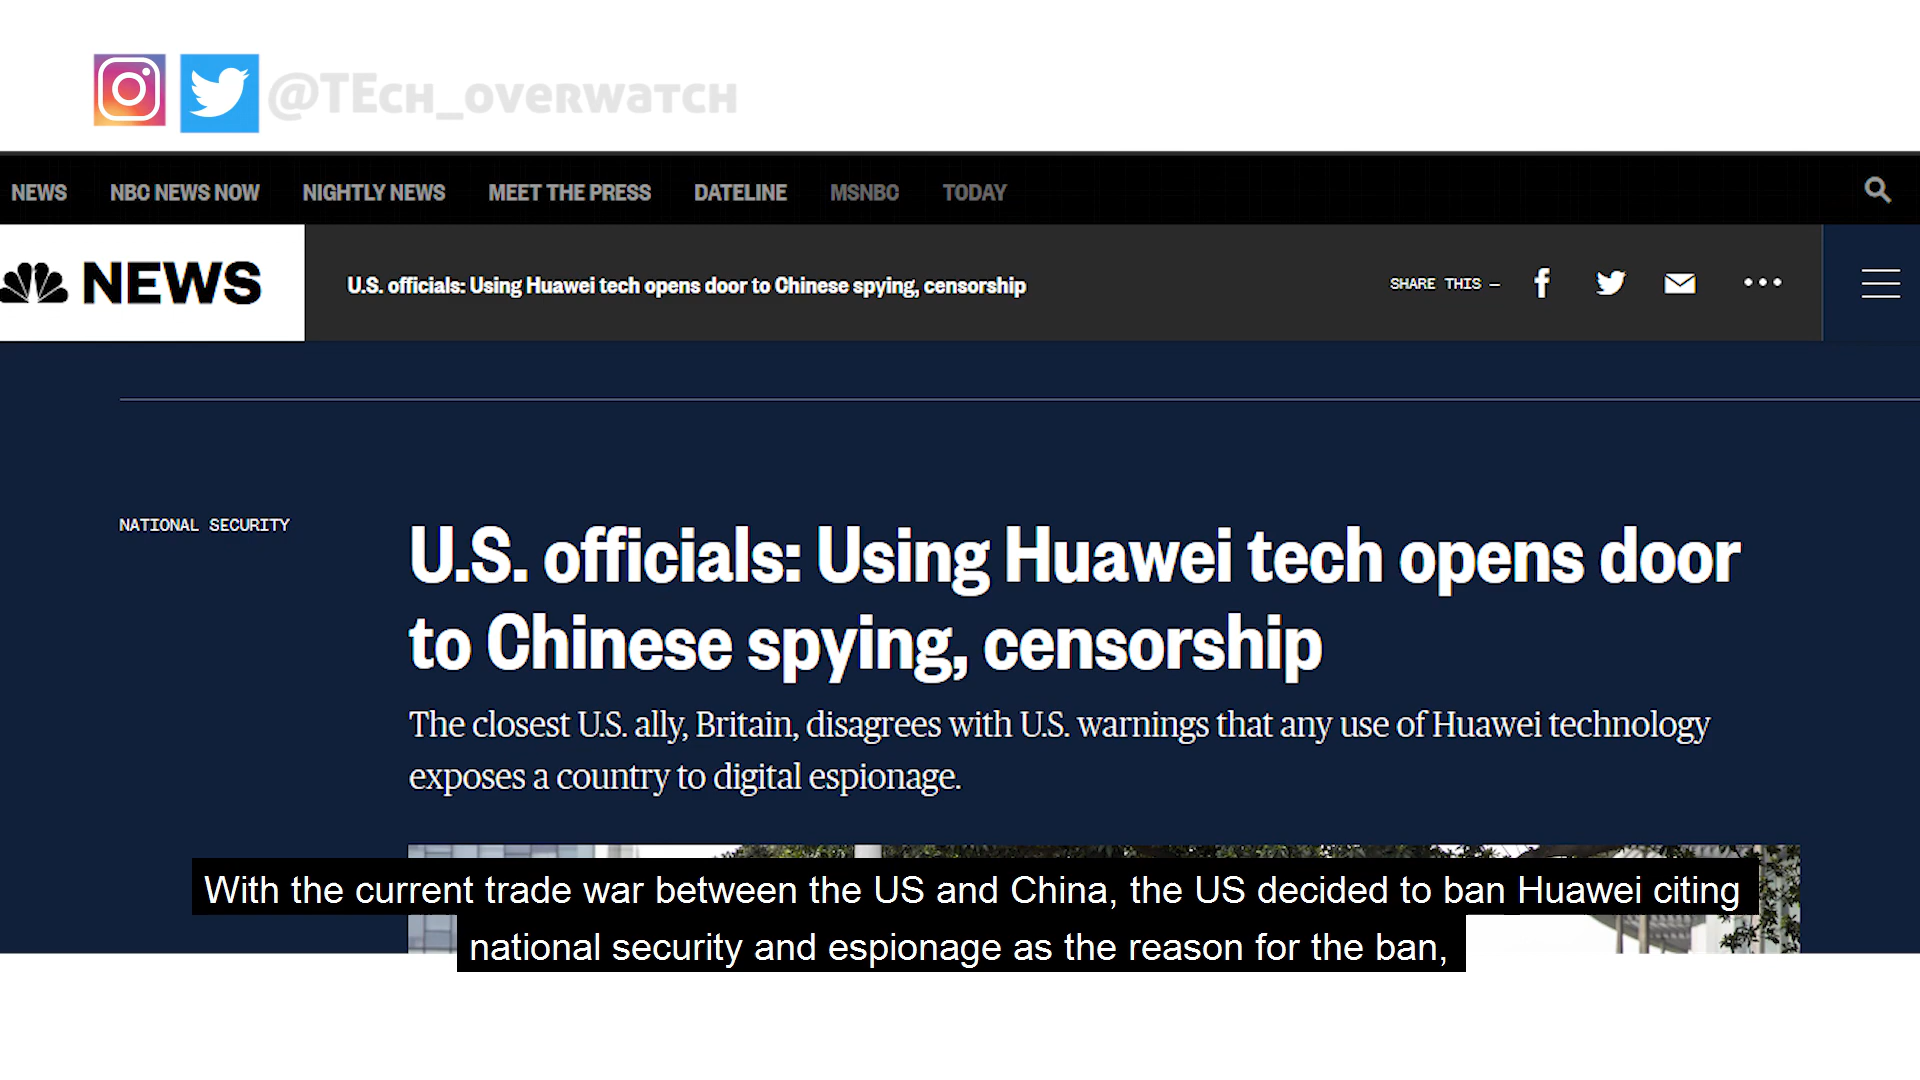 @TEcH_overwatch
NEWS NBC NEWS NOW NIGHTLY NEWS MEET THE PRESS DATELINE MSNBC TODAY
NEWS U.S. officials: Using Huawei tech opens door to Chinese spying, censorship SHARE THIS —
NATIONAL SECURITY
U.S. officials: Using Huawei tech opens door
to Chinese spying, censorship
The closest U.S. ally, Britain, disagrees with U.S. warnings that any use of Huawei technology
exposes a country to digital espionage.
With the current trade war between the US and China, the US decided to ban Huawei citing
national security and espionage as the reason for the ban,